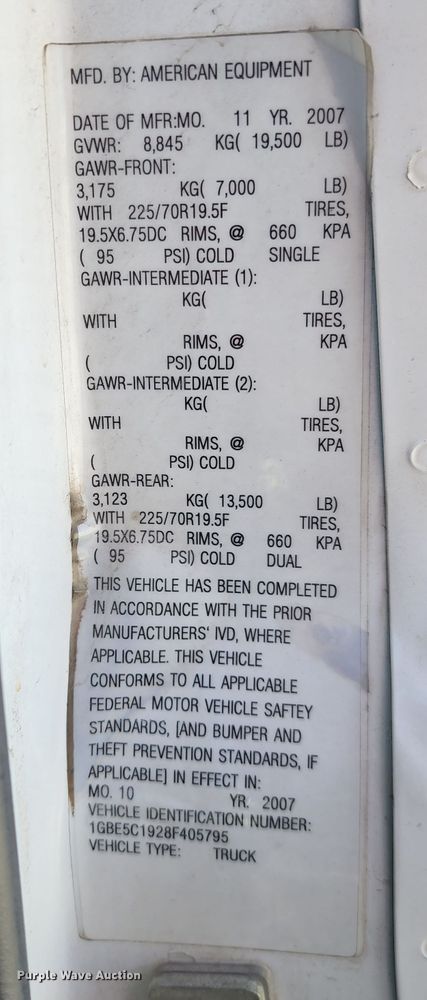 MFD. BY: AMERICAN EQUIPMENT
DATE OF MFR:MO. 11 YR. 2007
GVWR: 8,845 KG( 19,500 LB)
GAWR-FRONT:
3,175 KG( 7,000 LB)
WITH 225/70R19.5F TIRES,
19.5X6.75DC RIMS, @ 660 KPA
( 95 PSI) COLD SINGLE
GAWR-INTERMEDIATE (1):
KG( LB)
WITH TIRES,
RIMS, @ KPA
( PSI) COLD
GAWR-INTERMEDIATE (2):
KG( LB)
WITH TIRES,
RIMS, @ KPA
( PSI) COLD
GAWR-REAR:
3,123 KG( 13,500 LB)
WITH 225/70R19.5F TIRES,
19.5X6.75DC RIMS, @ 660 KPA
( 95 PSI) COLD DUAL
THIS VEHICLE HAS BEEN COMPLETED
IN ACCORDANCE WITH THE PRIOR
MANUFACTURERS' IVD, WHERE
APPLICABLE. THIS VEHICLE
CONFORMS TO ALL APPLICABLE
FEDERAL MOTOR VEHICLE SAFTEY
STANDARDS, [AND BUMPER AND
THEFT PREVENTION STANDARDS, IF
APPLICABLE] IN EFFECT IN:
MO. 10 YR. 2007
VEHICLE IDENTIFICATION NUMBER:
1GBE5C1928F405795
VEHICLE TYPE: TRUCK
Purple Wave Auction